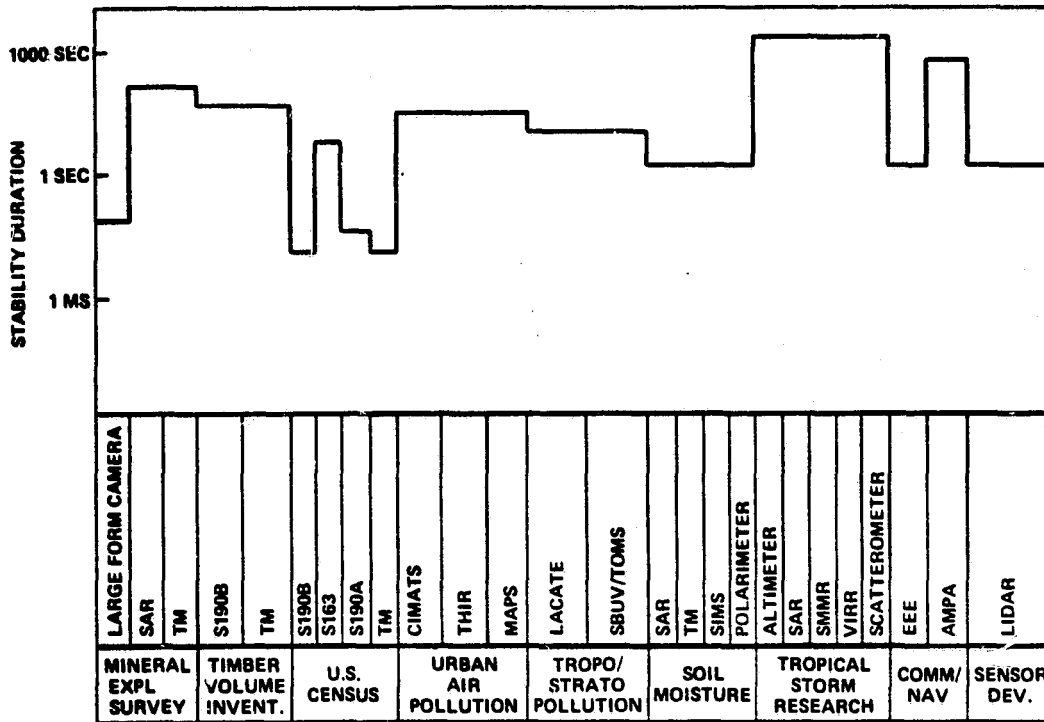 1000 SEC
1 SEC
1 MS
STABILITY DURATION
LARGE FORM CAMERA
SAR
TM
S190B
TM
S190B
S163
S190A
TM
CIMATS
THIR
MAPS
LACATE
SBUV/TOMS
SAR
TM
SIMS
POLARIMETER
ALTIMETER
SAR
SMMR
VIRR
SCATTEROMETER
EEE
AMPA
LIDAR
MINERAL
EXPL
SURVEY
TIMBER
VOLUME
INVENT.
U.S.
CENSUS
URBAN
AIR
POLLUTION
TROPO/
STRATO
POLLUTION
SOIL
MOISTURE
TROPICAL
STORM
RESEARCH
COMM/
NAV
SENSOR
DEV.